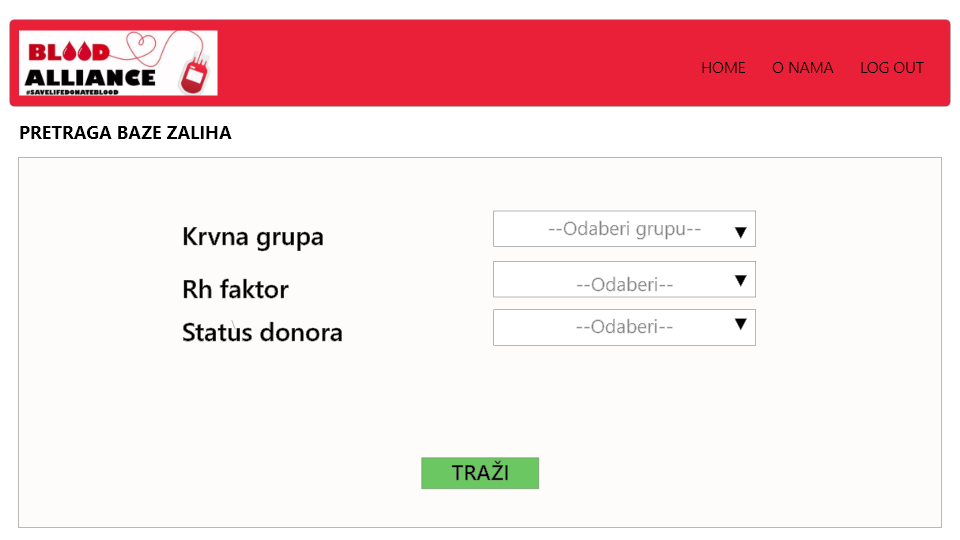 BLOOD
ALLIANCE
#SAVELIFEDONATEBLOOD
HOME O NAMA LOG OUT
PRETRAGA BAZE ZALIHA
Krvna grupa --Odaberi grupu--
Rh faktor --Odaberi--
Status donora --Odaberi--
TRAŽI